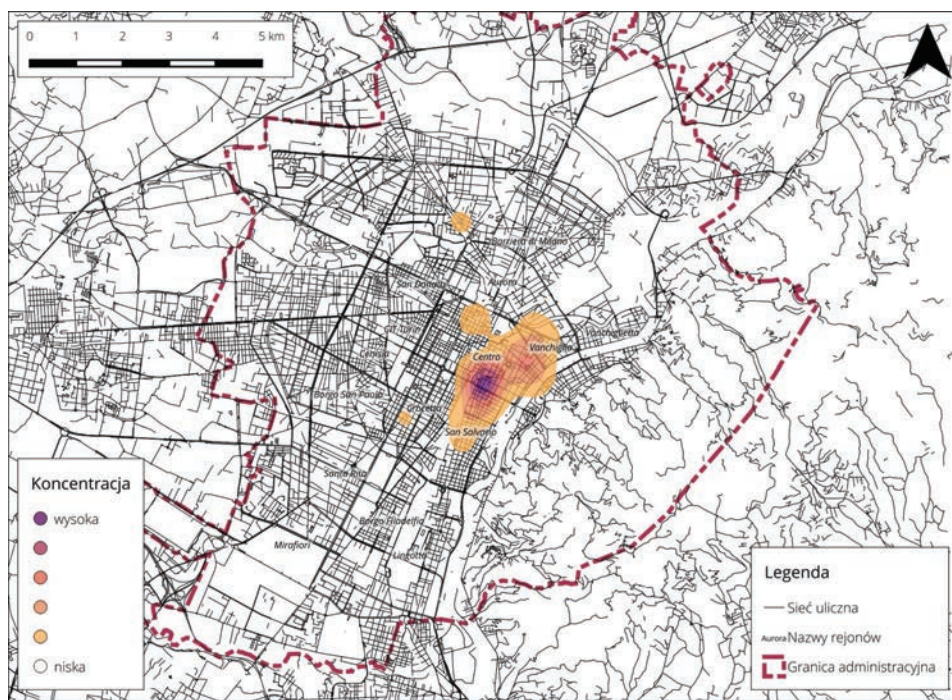 0 1 2 3 4 5 km
Barriera di Milano
San Donato
Aurora
Cit Turin
Vanchiglietta
Centro
Vanchiglia
Cenisia
Borgo San Paolo
Crocetta
San Salvario
Santa Rita
Borgo Filadelfia
Mirafiori
Lingotto
Koncentracja
wysoka
niska
Legenda
Sieć uliczna
Aurora Nazwy rejonów
Granica administracyjna